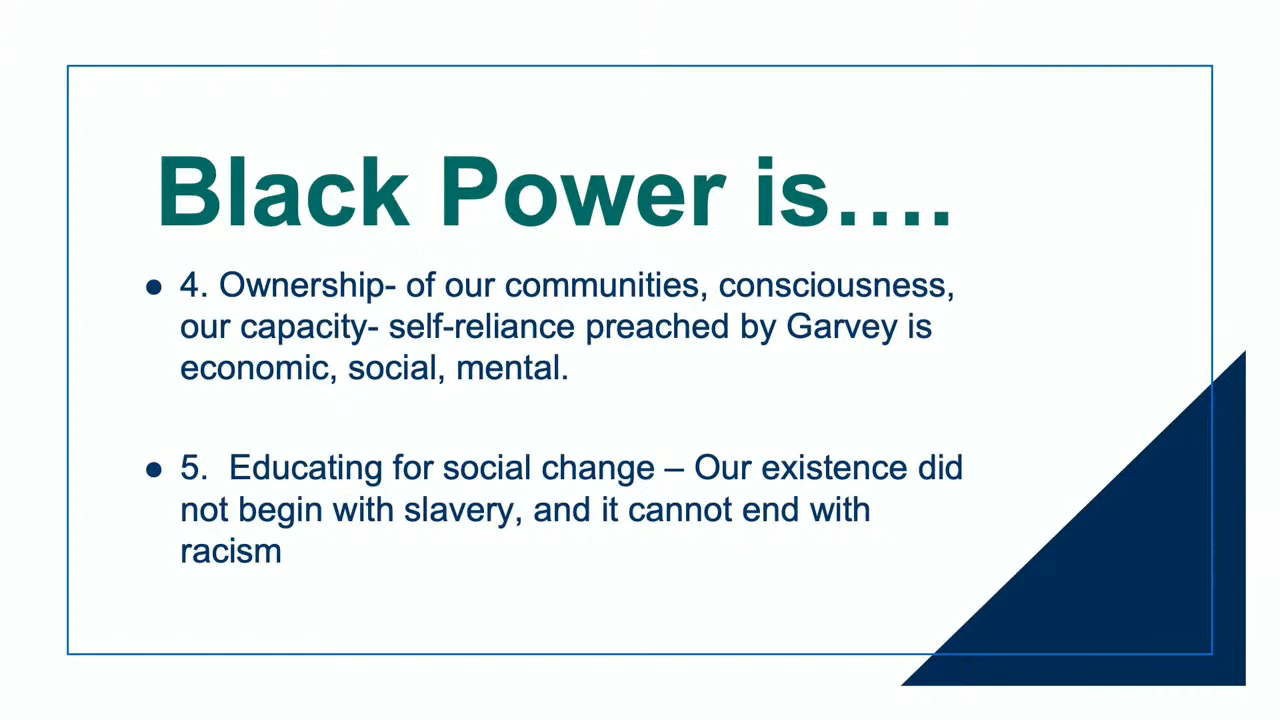 Black Power is….
● 4. Ownership- of our communities, consciousness,
our capacity- self-reliance preached by Garvey is
economic, social, mental.
● 5.  Educating for social change – Our existence did
not begin with slavery, and it cannot end with
racism